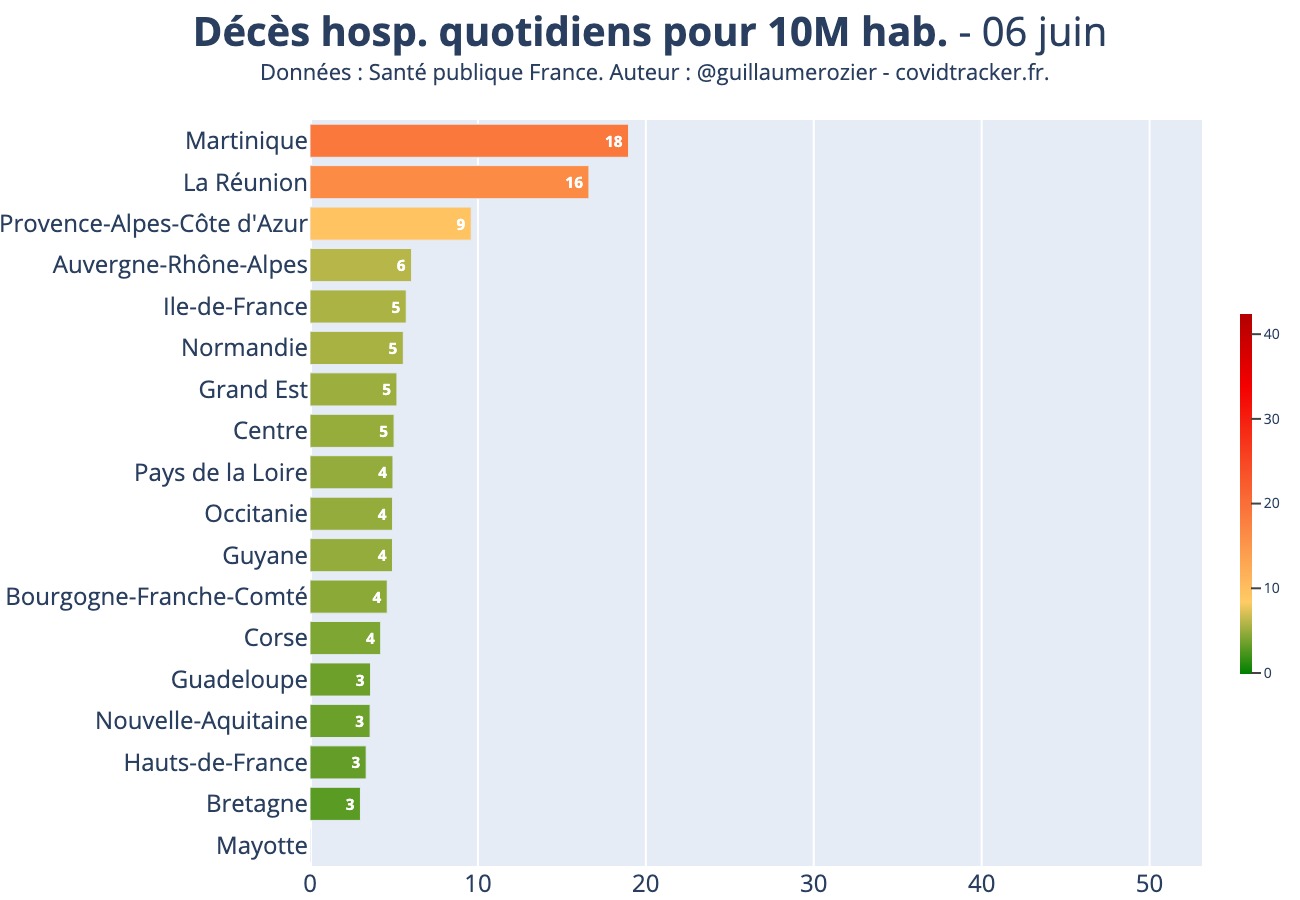 Décès hosp. quotidiens pour 10M hab. - 06 juin
Données : Santé publique France. Auteur : @guillaumerozier - covidtracker.fr.
Martinique 18
La Réunion 16
Provence-Alpes-Côte d'Azur 9
Auvergne-Rhône-Alpes 6
Ile-de-France 5
Normandie 5
Grand Est 5
Centre 5
Pays de la Loire 4
Occitanie 4
Guyane 4
Bourgogne-Franche-Comté 4
Corse 4
Guadeloupe 3
Nouvelle-Aquitaine 3
Hauts-de-France 3
Bretagne 3
Mayotte
0 10 20 30 40 50
40
30
20
10
0